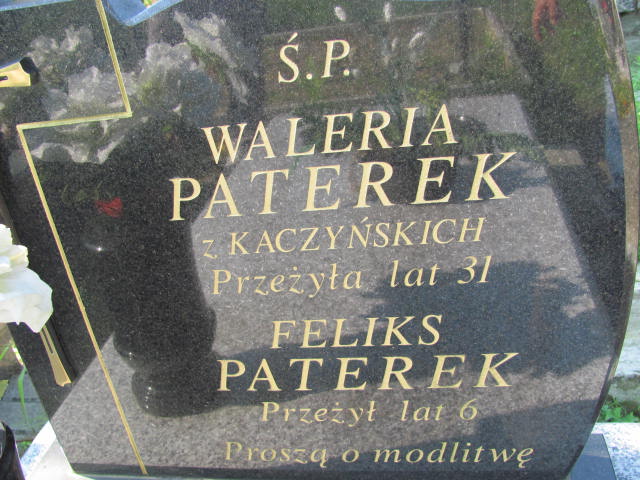 Ś.P.
WALERIA
PATEREK
z KACZYŃSKICH
Przeżyła lat 31
FELIKS
PATEREK
Przeżył lat 6
Proszą o modlitwę